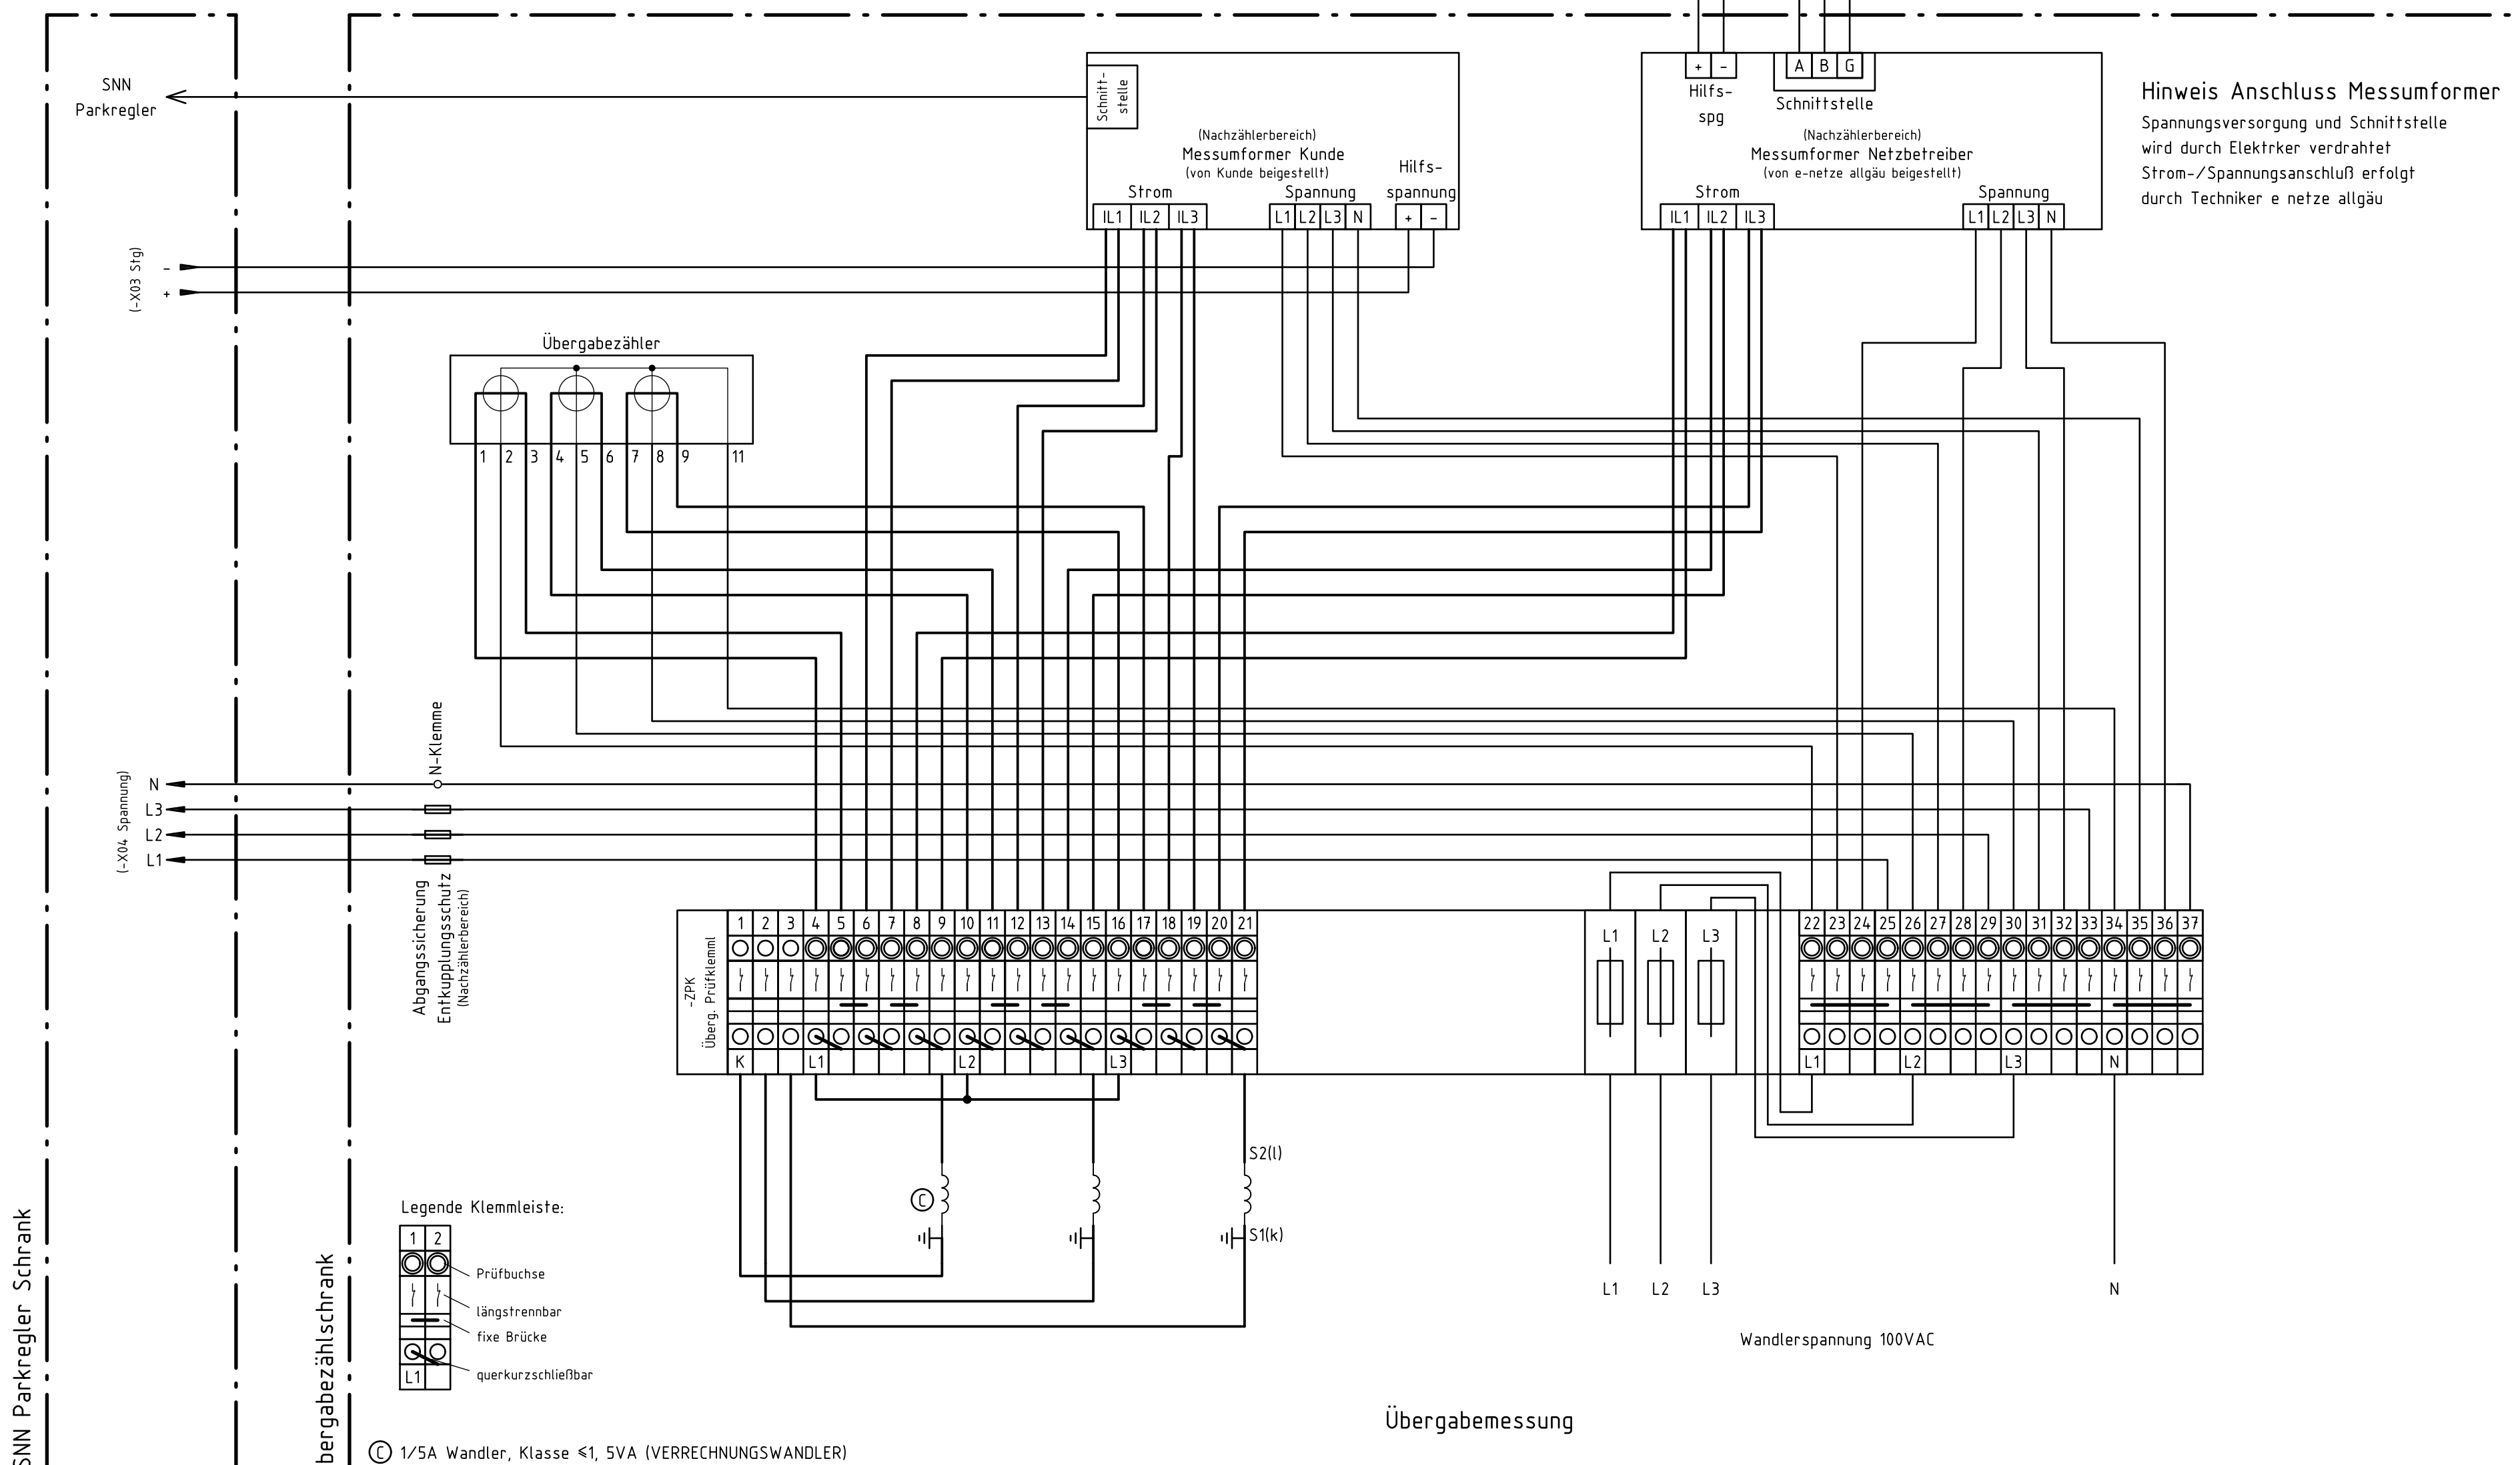 SNN
Parkregler
Schnitt-
stelle
(Nachzählerbereich)
Messumformer Kunde
(von Kunde beigestellt)
Hilfs-
spannung
Strom
Spannung
IL1 IL2 IL3
L1 L2 L3 N
+ -
+ -
A B G
Hilfs-
spg
Schnittstelle
(Nachzählerbereich)
Messumformer Netzbetreiber
(von e-netze allgäu beigestellt)
Strom
Spannung
IL1 IL2 IL3
L1 L2 L3 N
Hinweis Anschluss Messumformer
Spannungsversorgung und Schnittstelle
wird durch Elektrker verdrahtet
Strom-/Spannungsanschluß erfolgt
durch Techniker e netze allgäu
(-X03 Stg)
-
+
Übergabezähler
1 2 3 4 5 6 7 8 9 11
N-Klemme
(-X04 Spannung)
N
L3
L2
L1
Abgangssicherung
Entkupplungsschutz
(Nachzählerbereich)
-ZPK
Überg. Prüfklemml
1 2 3 4 5 6 7 8 9 10 11 12 13 14 15 16 17 18 19 20 21
K L1 L2 L3
L1 L2 L3
22 23 24 25 26 27 28 29 30 31 32 33 34 35 36 37
L1 L2 L3 N
S2(l)
C
S1(k)
L1 L2 L3 N
Wandlerspannung 100VAC
Legende Klemmleiste:
1 2
Prüfbuchse
längstrennbar
fixe Brücke
querkurzschließbar
L1
SNN Parkregler Schrank
bergabezählschrank
Übergabemessung
C 1/5A Wandler, Klasse ≤1, 5VA (VERRECHNUNGSWANDLER)